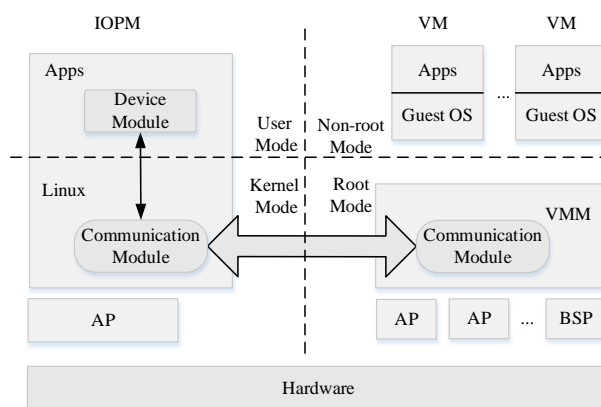 IOPM
VM
VM
Apps
Device
Module
User
Mode
Non-root
Mode
Apps
Guest OS
...
Apps
Guest OS
Linux
Kernel
Mode
Root
Mode
VMM
Communication
Module
Communication
Module
AP
AP
AP
...
BSP
Hardware